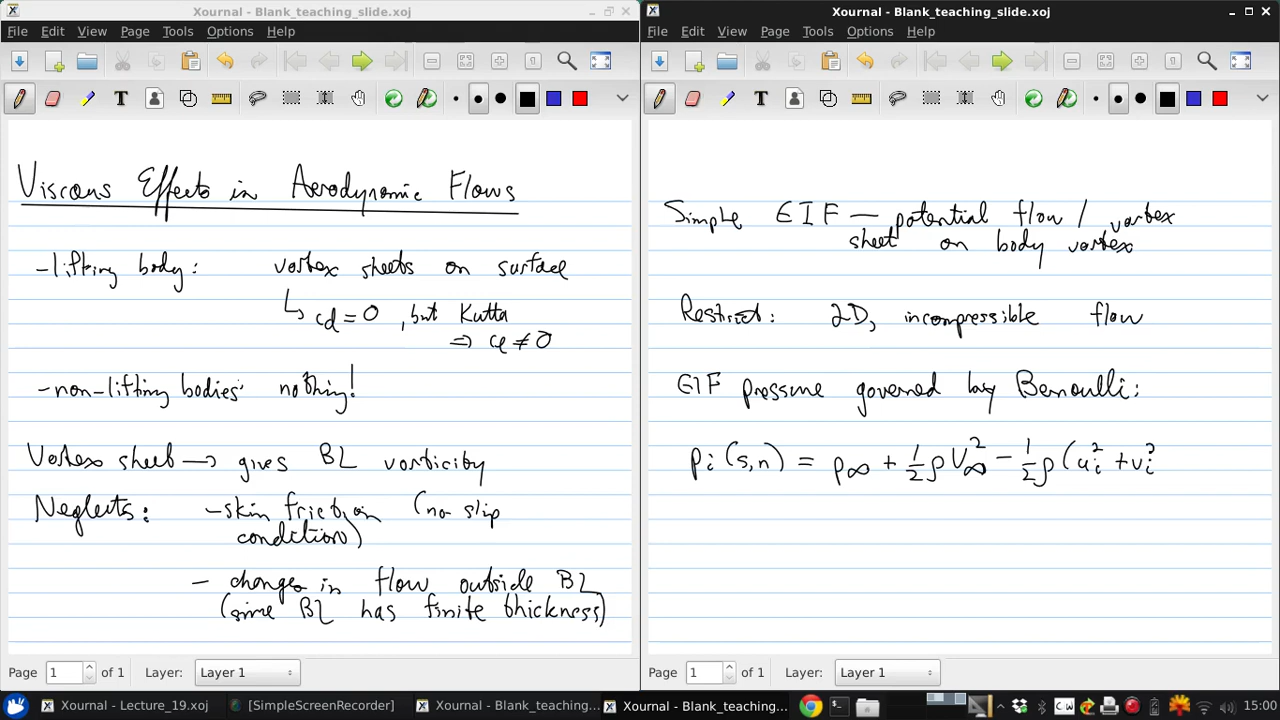 Xournal - Blank_teaching_slide.xoj
File Edit View Page Tools Options Help
Viscous Effects in Aerodynamic Flows
- lifting body: vortex sheets on surface
↳ cd = 0, but Kutta
⇒ cl ≠ 0
- non-lifting bodies: nothing!
Vortex sheet → gives BL vorticity
Neglects: - skin friction (no slip
condition)
- changes in flow outside BL
(since BL has finite thickness)
Page 1 of 1 Layer: Layer 1
Xournal - Blank_teaching_slide.xoj
File Edit View Page Tools Options Help
Simple EIF — potential flow / vortex
sheet on body vortex
Restrict: 2D, incompressible flow
EIF pressure governed by Bernoulli:
pi (s,n) = p∞ + 1/2 ρ V∞² - 1/2 ρ (ui² + vi²
Page 1 of 1 Layer: Layer 1
Xournal - Lecture_19.xoj [SimpleScreenRecorder] Xournal - Blank_teaching... Xournal - Blank_teaching... 15:00